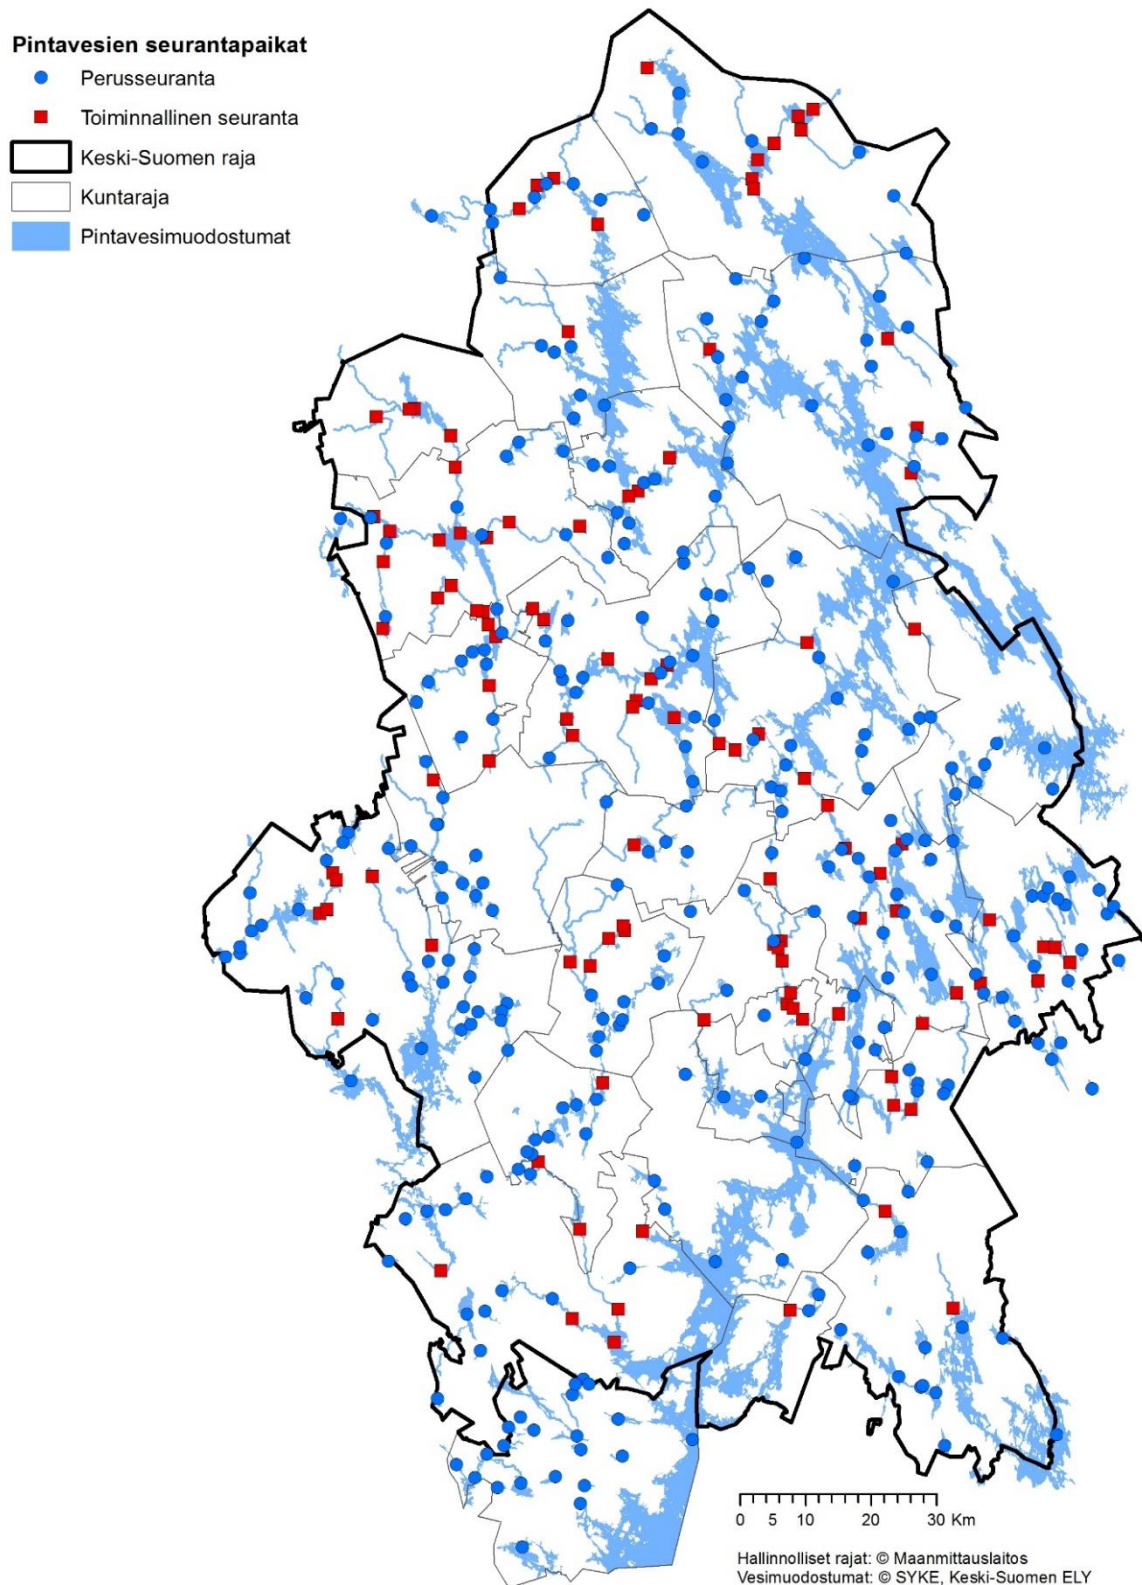 Pintavesien seurantapaikat
Perusseuranta
Toiminnallinen seuranta
Keski-Suomen raja
Kuntaraja
Pintavesimuodostumat
0 5 10 20 30 Km
Hallinnolliset rajat: © Maanmittauslaitos
Vesimuodostumat: © SYKE, Keski-Suomen ELY